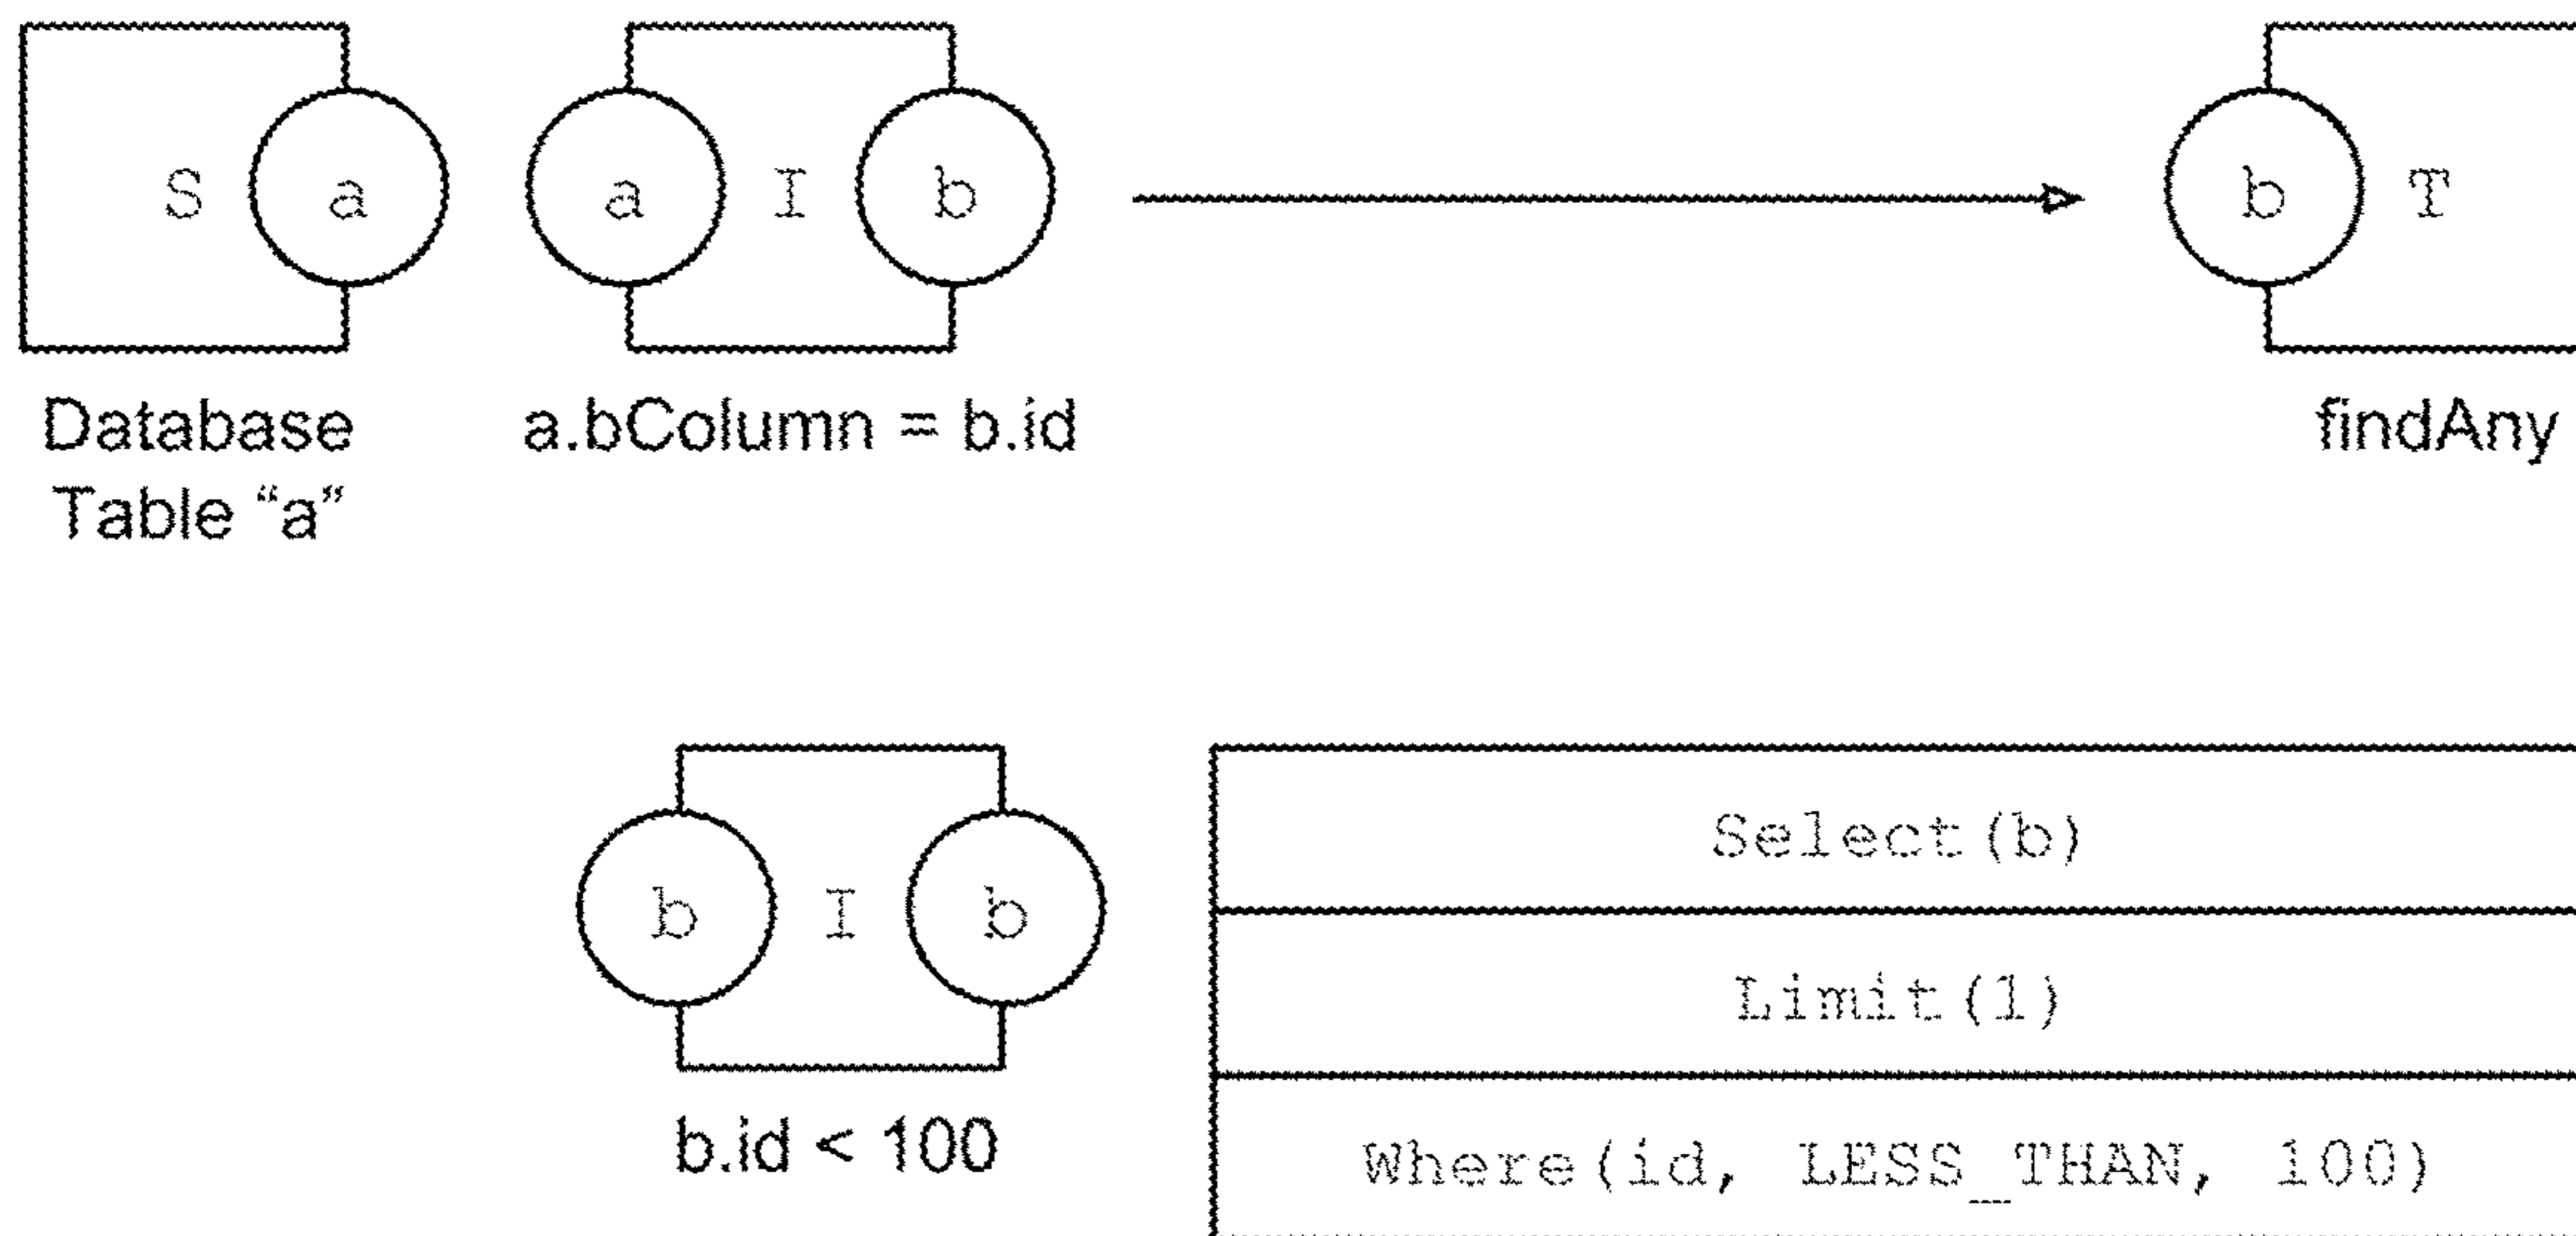 S a a I b b T
Database a.bColumn = b.id findAny
Table “a”
b I b
b.id < 100
Select(b)
Limit(1)
Where(id, LESS_THAN, 100)